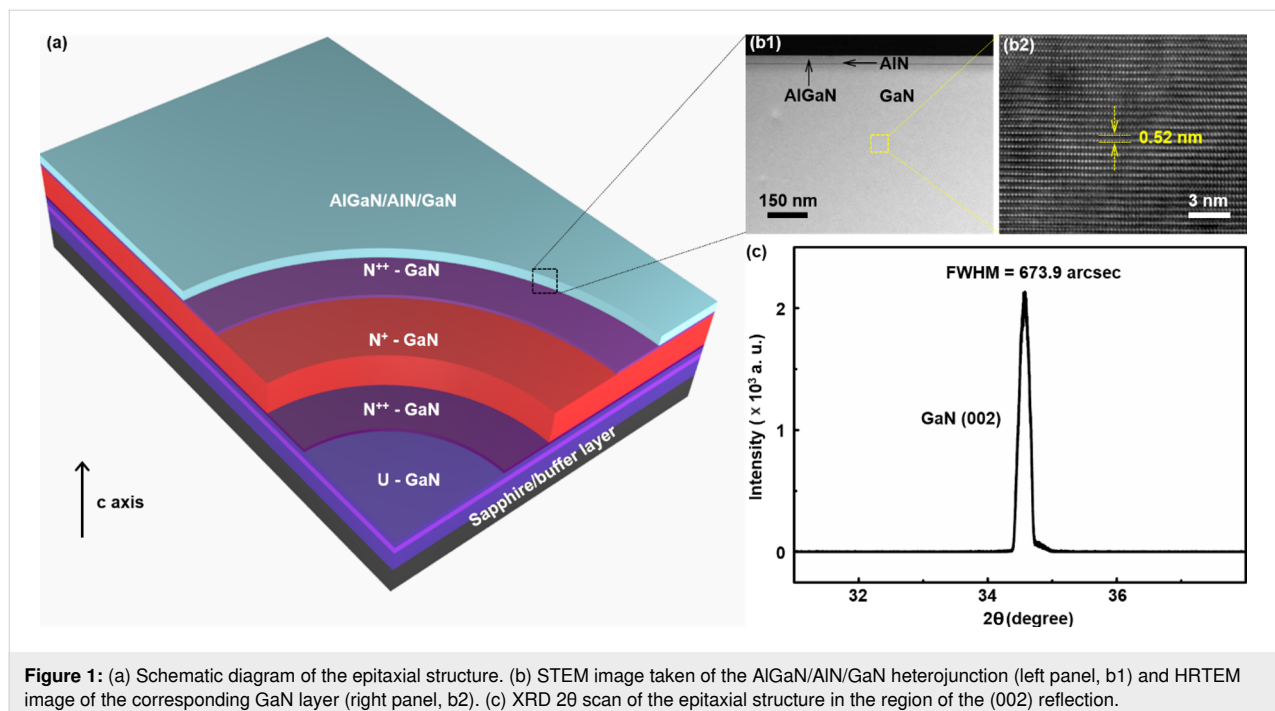 (a)
AlGaN/AlN/GaN
N++ - GaN
N+ - GaN
N++ - GaN
U - GaN
Sapphire/buffer layer
c axis
(b1)
AlN
AlGaN
GaN
150 nm
(b2)
0.52 nm
3 nm
(c)
FWHM = 673.9 arcsec
GaN (002)
Intensity ( × 10³ a. u.)
2
1
0
32
34
36
2θ (degree)
Figure 1: (a) Schematic diagram of the epitaxial structure. (b) STEM image taken of the AlGaN/AlN/GaN heterojunction (left panel, b1) and HRTEM
image of the corresponding GaN layer (right panel, b2). (c) XRD 2θ scan of the epitaxial structure in the region of the (002) reflection.